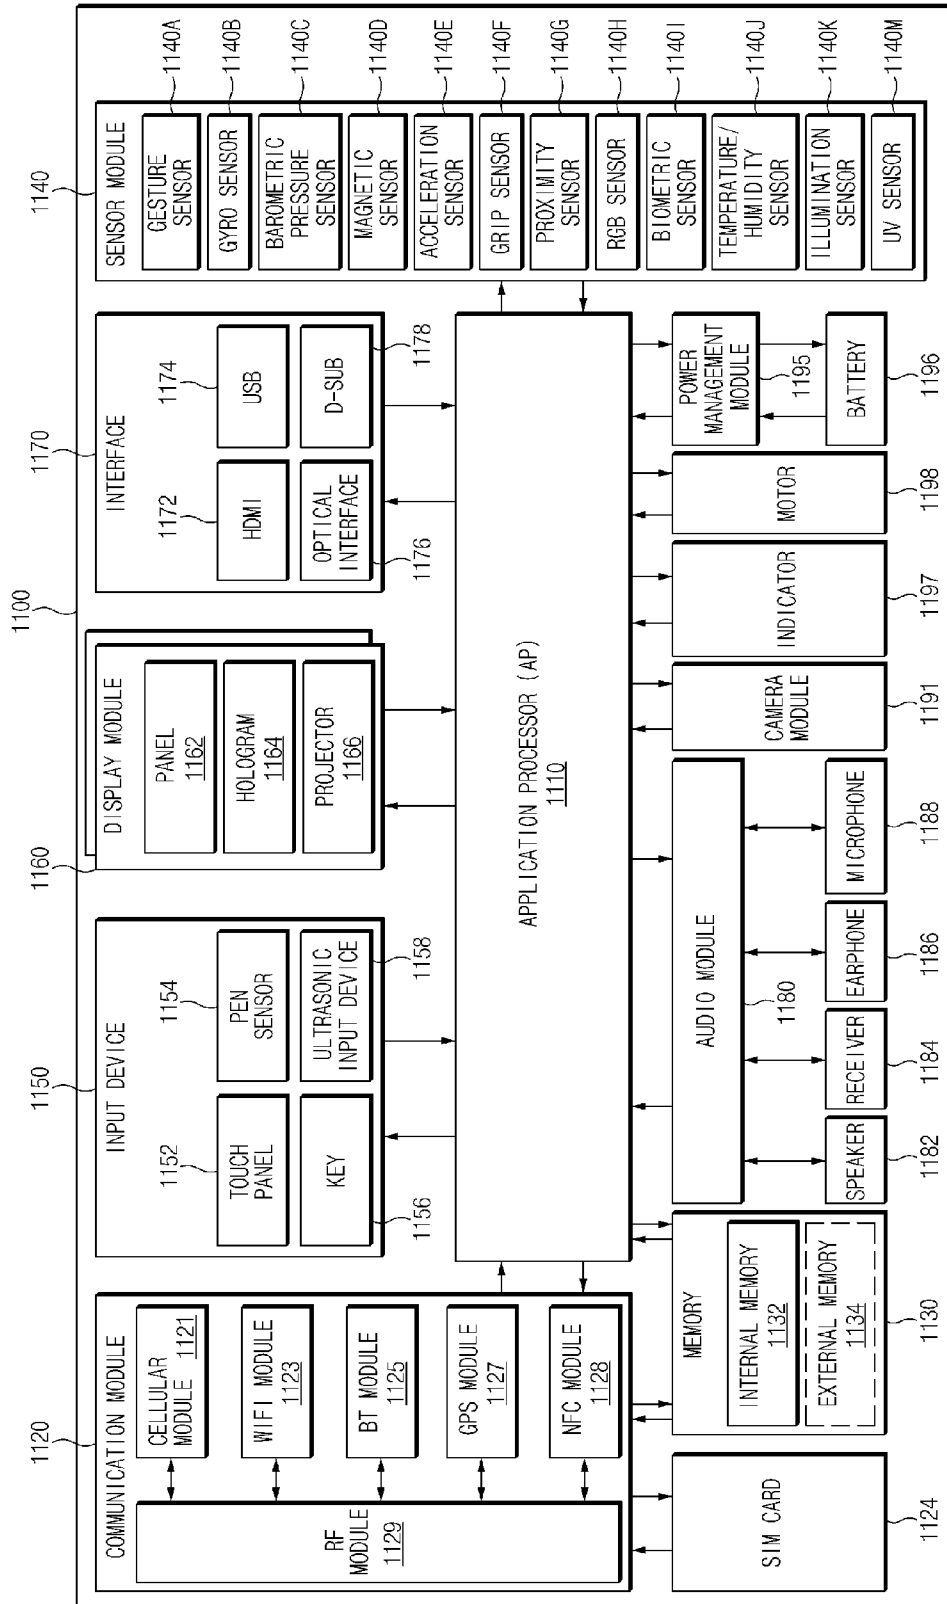 1100
1120
COMMUNICATION MODULE
CELLULAR
MODULE
1121
WIFI MODULE
1123
BT MODULE
1125
GPS MODULE
1127
NFC MODULE
1128
RF
MODULE
1129
1150
INPUT DEVICE
1152
TOUCH
PANEL
1154
PEN
SENSOR
KEY
1156
ULTRASONIC
INPUT DEVICE
1158
1160
DISPLAY MODULE
PANEL
1162
HOLOGRAM
1164
PROJECTOR
1166
1170
INTERFACE
1172
HDMI
1174
USB
OPTICAL
INTERFACE
1176
D-SUB
1178
1140
SENSOR MODULE
GESTURE
SENSOR
1140A
GYRO SENSOR
1140B
BAROMETRIC
PRESSURE
SENSOR
1140C
MAGNETIC
SENSOR
1140D
ACCELERATION
SENSOR
1140E
GRIP SENSOR
1140F
PROXIMITY
SENSOR
1140G
RGB SENSOR
1140H
BIOMETRIC
SENSOR
1140I
TEMPERATURE/
HUMIDITY
SENSOR
1140J
ILLUMINATION
SENSOR
1140K
UV SENSOR
1140M
APPLICATION PROCESSOR (AP)
1110
SIM CARD
1124
MEMORY
INTERNAL MEMORY
1132
EXTERNAL MEMORY
1134
1130
AUDIO MODULE
1180
SPEAKER
1182
RECEIVER
1184
EARPHONE
1186
MICROPHONE
1188
CAMERA
MODULE
1191
INDICATOR
1197
MOTOR
1198
POWER
MANAGEMENT
MODULE
1195
BATTERY
1196